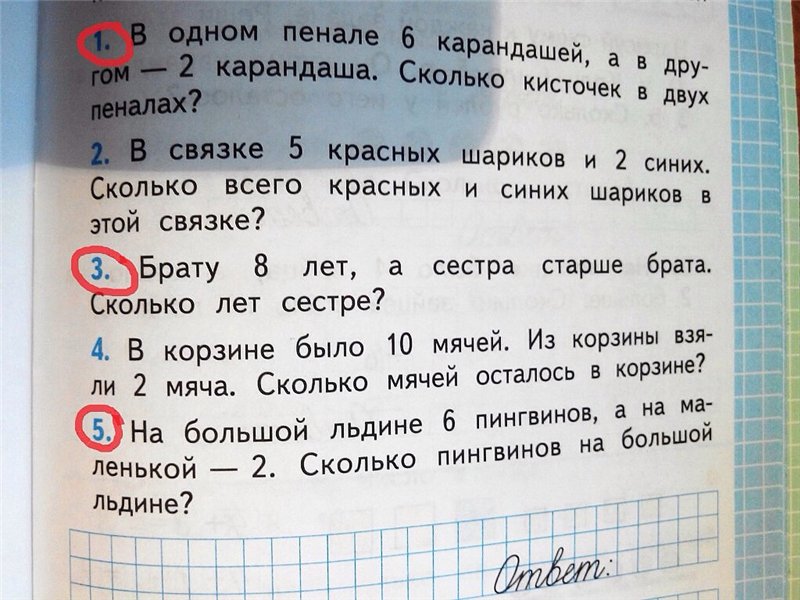 1. В одном пенале 6 карандашей, а в дру-
гом — 2 карандаша. Сколько кисточек в двух
пеналах?
2. В связке 5 красных шариков и 2 синих.
Сколько всего красных и синих шариков в
этой связке?
3. Брату 8 лет, а сестра старше брата.
Сколько лет сестре?
4. В корзине было 10 мячей. Из корзины взя-
ли 2 мяча. Сколько мячей осталось в корзине?
5. На большой льдине 6 пингвинов, а на ма-
ленькой — 2. Сколько пингвинов на большой
льдине?
Ответ: